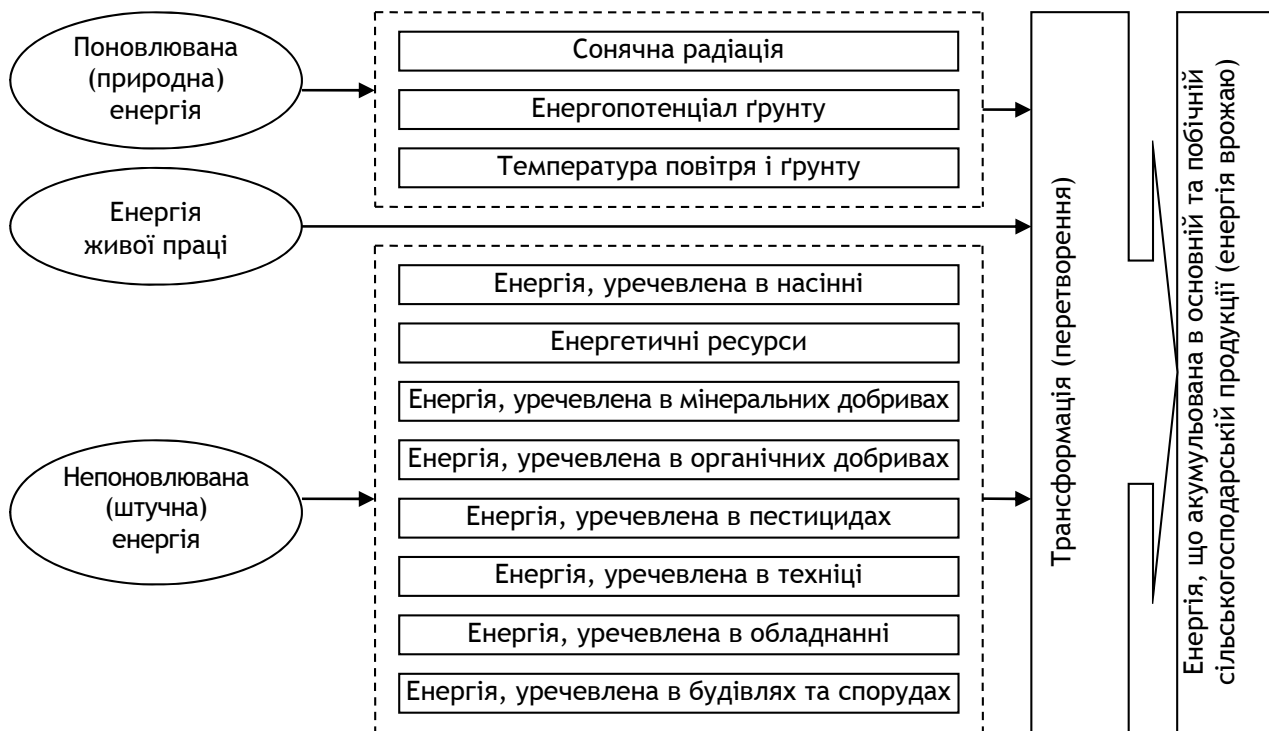 Поновлювана
(природна)
енергія
Сонячна радіація
Енергопотенціал ґрунту
Температура повітря і ґрунту
Енергія
живої праці
Непоновлювана
(штучна)
енергія
Енергія, уречевлена в насінні
Енергетичні ресурси
Енергія, уречевлена в мінеральних добривах
Енергія, уречевлена в органічних добривах
Енергія, уречевлена в пестицидах
Енергія, уречевлена в техніці
Енергія, уречевлена в обладнанні
Енергія, уречевлена в будівлях та спорудах
Трансформація (перетворення)
Енергія, що акумульована в основній та побічній
сільськогосподарській продукції (енергія врожаю)